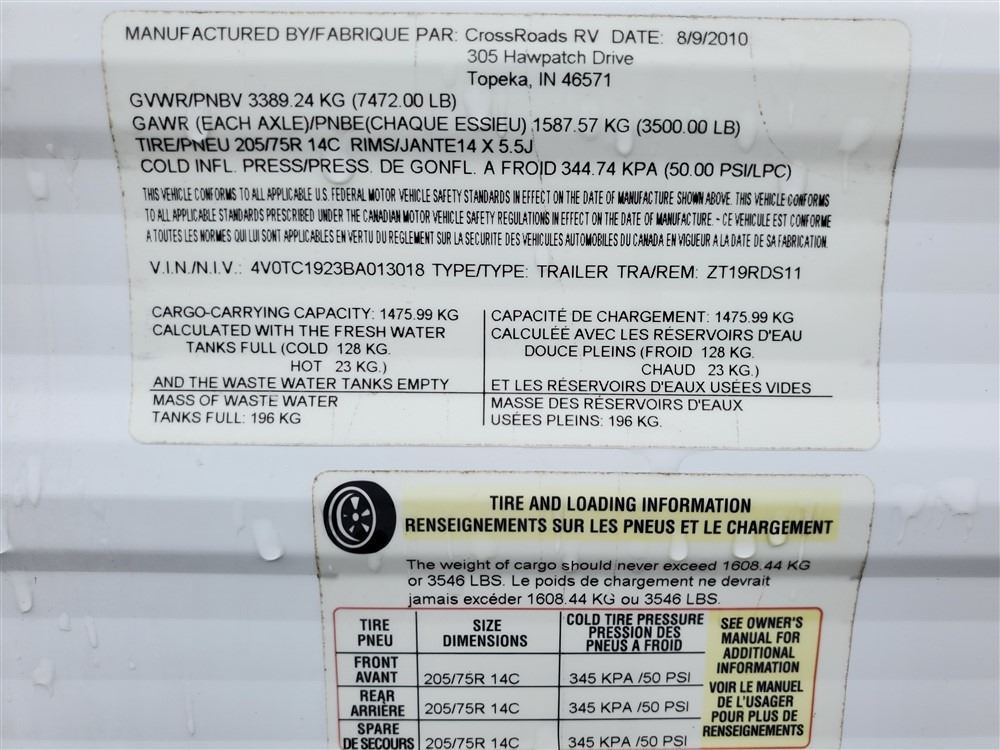 MANUFACTURED BY/FABRIQUE PAR: CrossRoads RV DATE: 8/9/2010
305 Hawpatch Drive
Topeka, IN 46571
GVWR/PNBV 3389.24 KG (7472.00 LB)
GAWR (EACH AXLE)/PNBE(CHAQUE ESSIEU) 1587.57 KG (3500.00 LB)
TIRE/PNEU 205/75R 14C RIMS/JANTE14 X 5.5J
COLD INFL. PRESS/PRESS. DE GONFL. A FROID 344.74 KPA (50.00 PSI/LPC)
THIS VEHICLE CONFORMS TO ALL APPLICABLE U.S. FEDERAL MOTOR VEHICLE SAFETY STANDARDS IN EFFECT ON THE DATE OF MANUFACTURE SHOWN ABOVE. THIS VEHICLE CONFORMS
TO ALL APPLICABLE STANDARDS PRESCRIBED UNDER THE CANADIAN MOTOR VEHICLE SAFETY REGULATIONS IN EFFECT ON THE DATE OF MANUFACTURE. - CE VEHICULE EST CONFORME
A TOUTES LES NORMES QUI LUI SONT APPLICABLES EN VERTU DU REGLEMENT SUR LA SECURITE DES VEHICULES AUTOMOBILES DU CANADA EN VIGUEUR A LA DATE DE SA FABRICATION.
V.I.N./N.I.V.: 4V0TC1923BA013018 TYPE/TYPE: TRAILER TRA/REM: ZT19RDS11
CARGO-CARRYING CAPACITY: 1475.99 KG
CALCULATED WITH THE FRESH WATER
TANKS FULL (COLD 128 KG.
HOT 23 KG.)
AND THE WASTE WATER TANKS EMPTY
MASS OF WASTE WATER
TANKS FULL: 196 KG
CAPACITÉ DE CHARGEMENT: 1475.99 KG
CALCULÉE AVEC LES RÉSERVOIRS D'EAU
DOUCE PLEINS (FROID 128 KG.
CHAUD 23 KG.)
ET LES RÉSERVOIRS D'EAUX USÉES VIDES
MASSE DES RÉSERVOIRS D'EAUX
USÉES PLEINS: 196 KG.
TIRE AND LOADING INFORMATION
RENSEIGNEMENTS SUR LES PNEUS ET LE CHARGEMENT
The weight of cargo should never exceed 1608.44 KG
or 3546 LBS. Le poids de chargement ne devrait
jamais excéder 1608.44 KG ou 3546 LBS.
TIRE
PNEU
SIZE
DIMENSIONS
COLD TIRE PRESSURE
PRESSION DES
PNEUS A FROID
FRONT
AVANT
205/75R 14C
345 KPA /50 PSI
REAR
ARRIÈRE
205/75R 14C
345 KPA /50 PSI
SPARE
DE SECOURS
205/75R 14C
345 KPA /50 PSI
SEE OWNER'S
MANUAL FOR
ADDITIONAL
INFORMATION
VOIR LE MANUEL
DE L'USAGER
POUR PLUS DE
RENSEIGNEMENTS